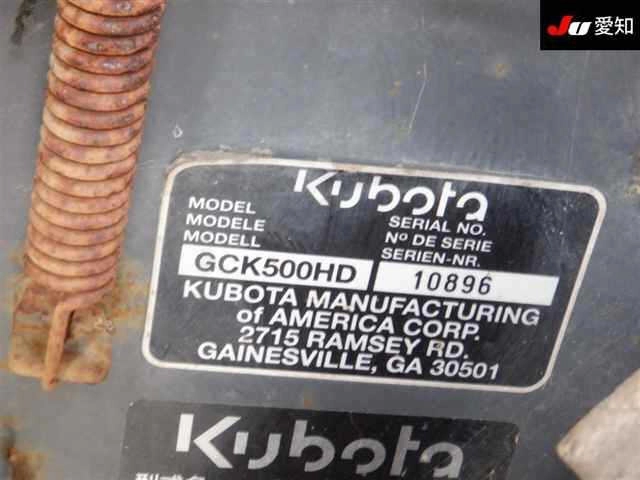 JU 愛知
Kubota
MODEL
MODELE
MODELL
SERIAL NO.
Nº DE SERIE
SERIEN-NR.
GCK500HD
10896
KUBOTA MANUFACTURING
of AMERICA CORP.
2715 RAMSEY RD.
GAINESVILLE, GA 30501
Kubota